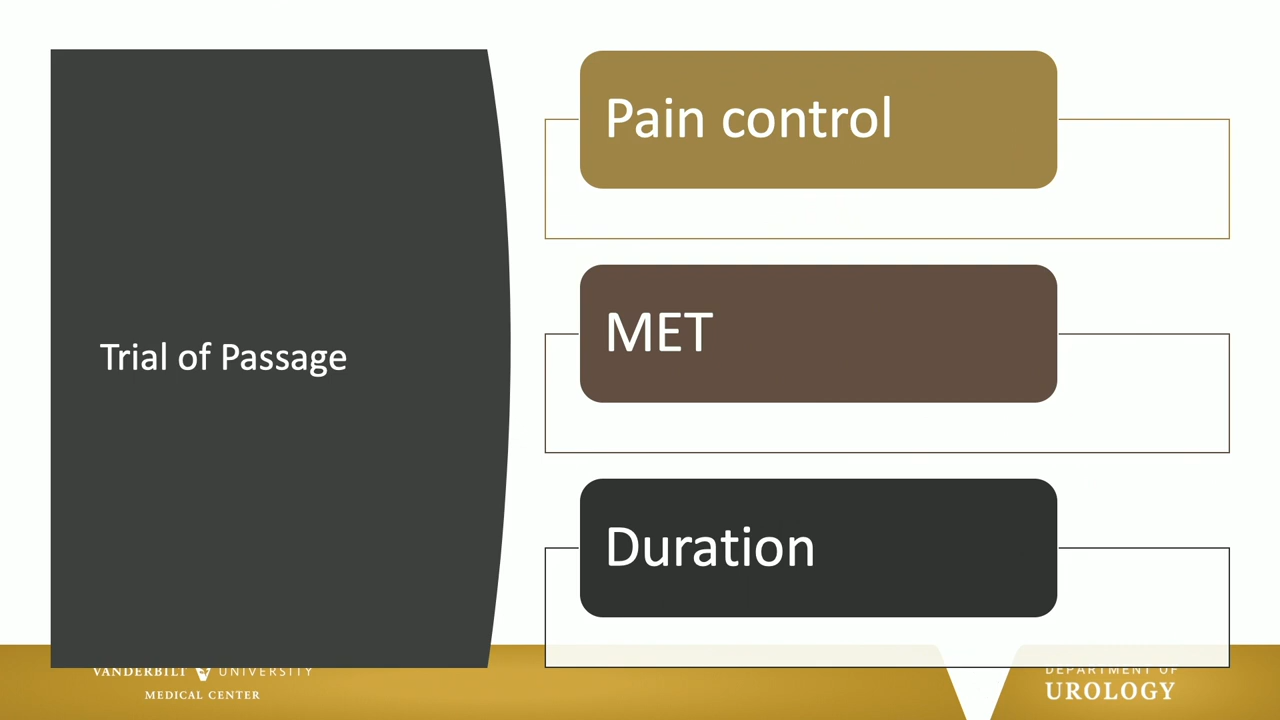 Trial of Passage
Pain control
MET
Duration
VANDERBILT UNIVERSITY
MEDICAL CENTER
DEPARTMENT OF
UROLOGY